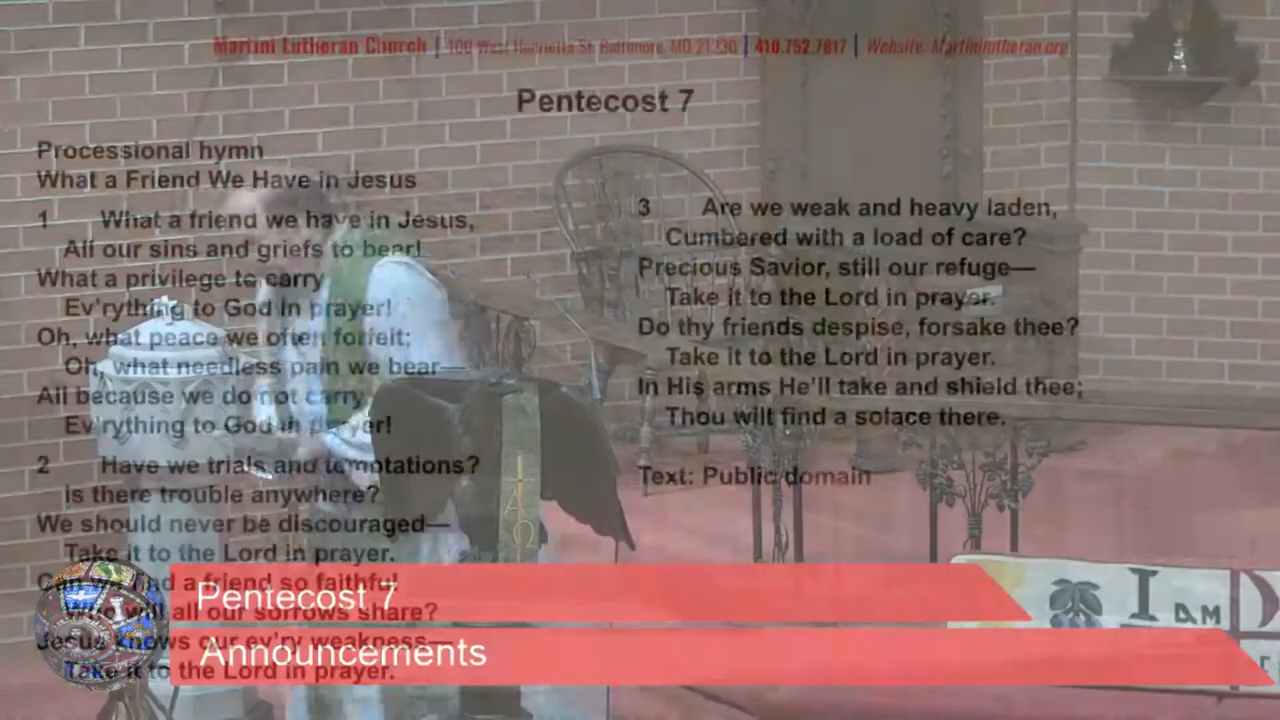 Martini Lutheran Church | 100 West Henrietta St. Baltimore, MD 21230 | 410.752.7817 | Website: Martinilutheran.org
Pentecost 7
Processional hymn
What a Friend We Have in Jesus
1 What a friend we have in Jesus,
All our sins and griefs to bear!
What a privilege to carry
Ev'rything to God in prayer!
Oh, what peace we often forfeit;
Oh, what needless pain we bear—
All because we do not carry
Ev'rything to God in prayer!
2 Have we trials and temptations?
Is there trouble anywhere?
We should never be discouraged—
Take it to the Lord in prayer.
Can we find a friend so faithful
Who will all our sorrows share?
Jesus knows our ev'ry weakness—
Take it to the Lord in prayer.
3 Are we weak and heavy laden,
Cumbered with a load of care?
Precious Savior, still our refuge—
Take it to the Lord in prayer.
Do thy friends despise, forsake thee?
Take it to the Lord in prayer.
In His arms He'll take and shield thee;
Thou wilt find a solace there.
Text: Public domain
ΑΩ
I AM
Pentecost 7
Announcements